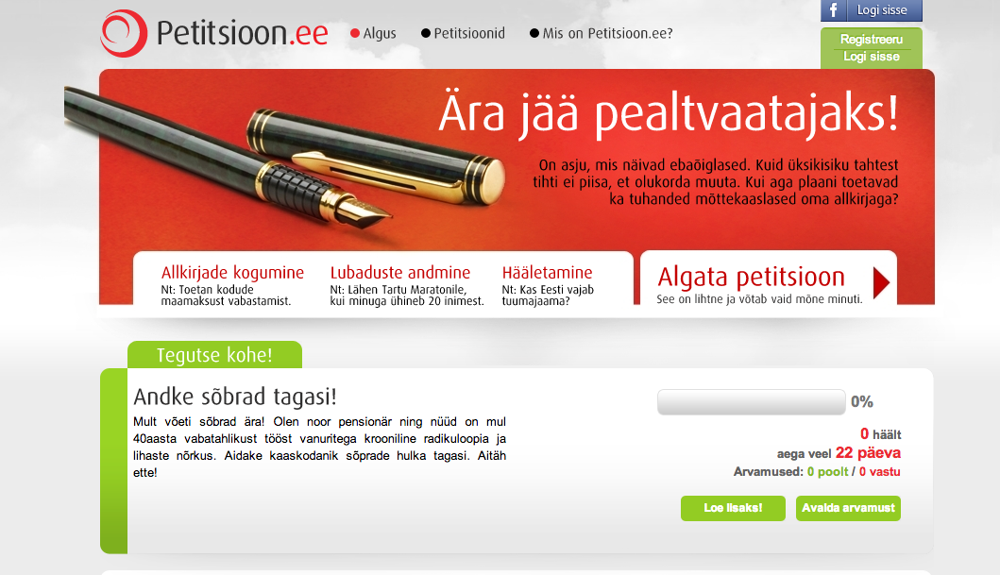 Petitsioon.ee
Algus
Petitsioonid
Mis on Petitsioon.ee?
f Logi sisse
Registreeru
Logi sisse
Ära jää pealtvaatajaks!
On asju, mis näivad ebaõiglased. Kuid üksikisiku tahtest
tihti ei piisa, et olukorda muuta. Kui aga plaani toetavad
ka tuhanded mõttekaaslased oma allkirjaga?
Allkirjade kogumine
Nt: Toetan kodude
maamaksust vabastamist.
Lubaduste andmine
Nt: Lähen Tartu Maratonile,
kui minuga ühineb 20 inimest.
Hääletamine
Nt: Kas Eesti vajab
tuumajaama?
Algata petitsioon
See on lihtne ja võtab vaid mõne minuti.
Tegutse kohe!
Andke sõbrad tagasi!
Mult võeti sõbrad ära! Olen noor pensionär ning nüüd on mul
40aasta vabatahlikust tööst vanuritega krooniline radikuloopia ja
lihaste nõrkus. Aidake kaaskodanik sõprade hulka tagasi. Aitäh
ette!
0%
0 häält
aega veel 22 päeva
Arvamused: 0 poolt / 0 vastu
Loe lisaks!
Avalda arvamust